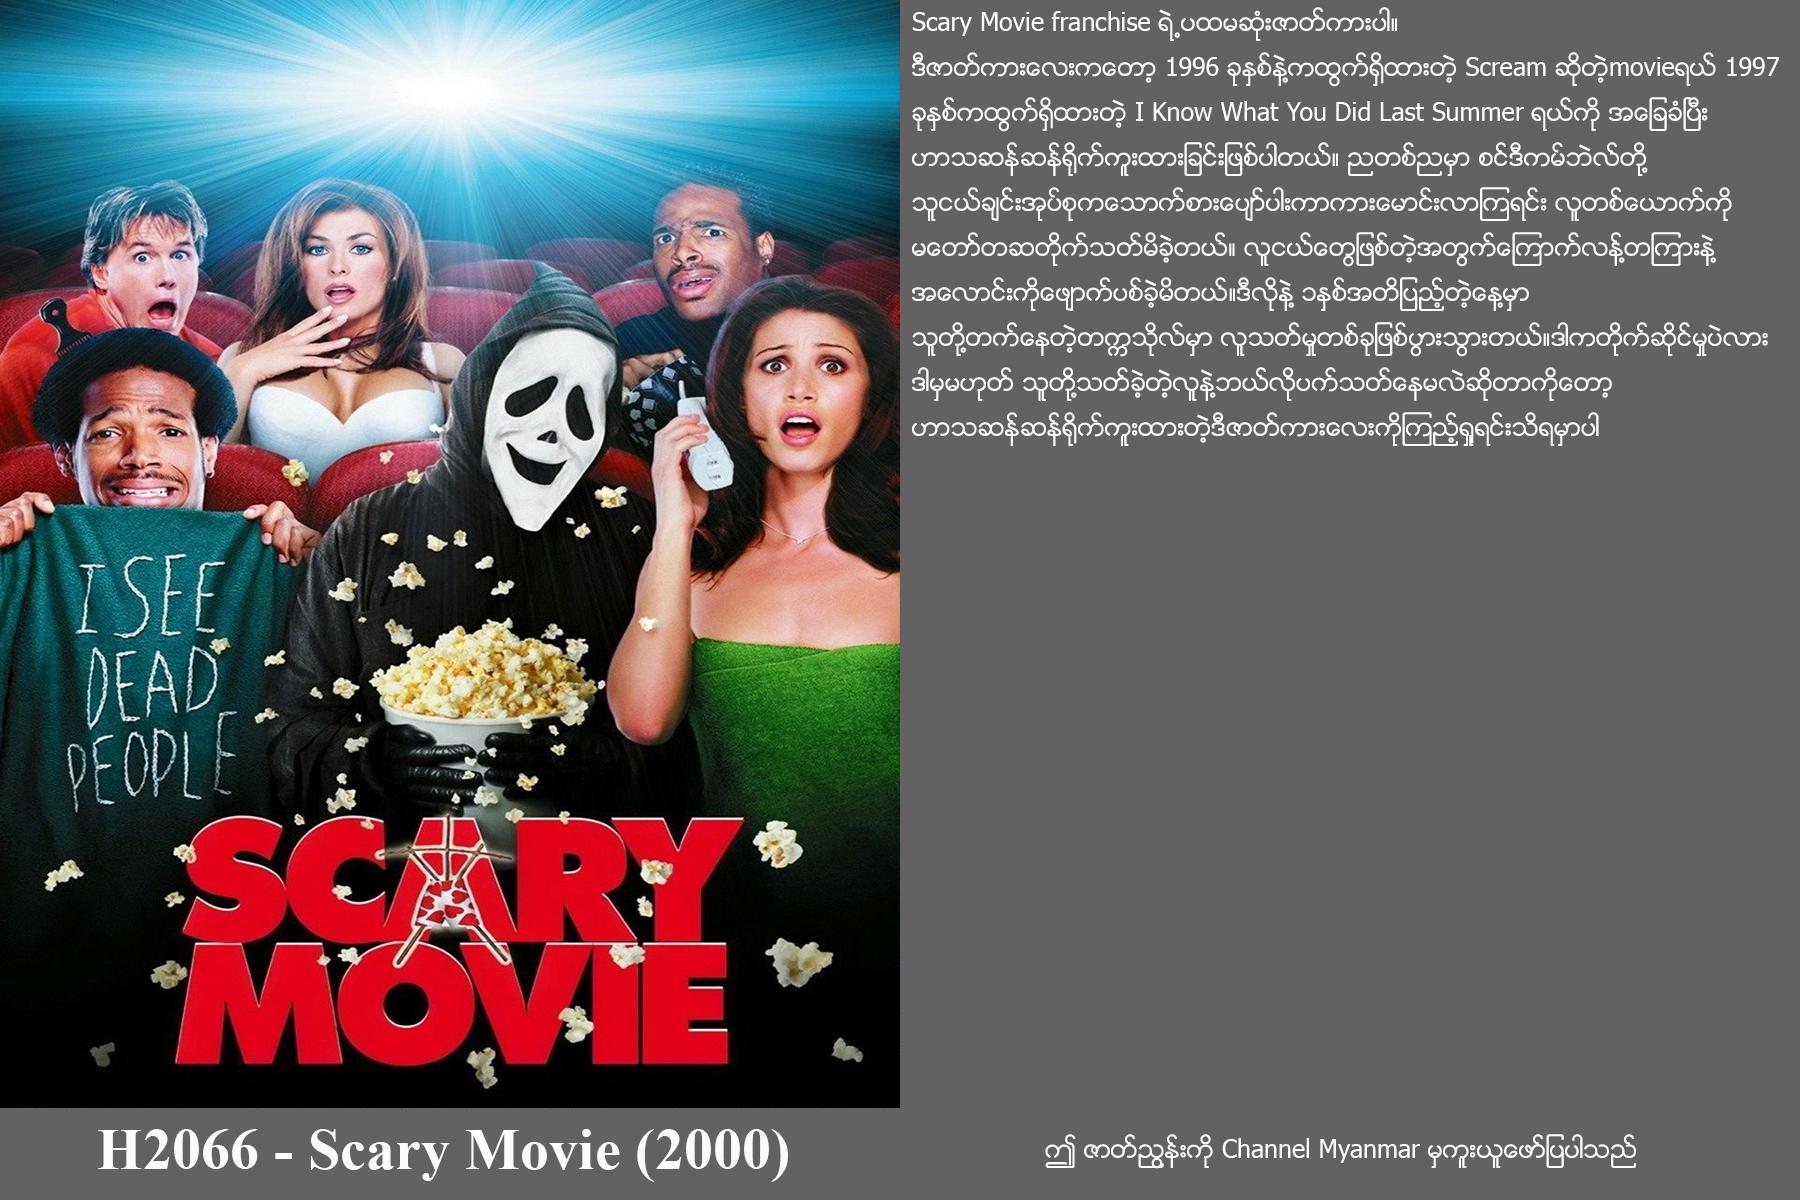 I SEE
DEAD
PEOPLE
SCARY
MOVIE
H2066 - Scary Movie (2000)
Scary Movie franchise ရဲ့ပထမဆုံးဇာတ်ကားပါ။
ဒီဇာတ်ကားလေးကတော့ 1996 ခုနှစ်နဲ့ကထွက်ရှိထားတဲ့ Scream ဆိုတဲ့movieရယ် 1997
ခုနှစ်ကထွက်ရှိထားတဲ့ I Know What You Did Last Summer ရယ်ကို အခြေခံပြီး
ဟာသဆန်ဆန်ရိုက်ကူးထားခြင်းဖြစ်ပါတယ်။ ညတစ်ညမှာ စင်ဒီကမ်ဘဲလ်တို့
သူငယ်ချင်းအုပ်စုကသောက်စားပျော်ပါးကာကားမောင်းလာကြရင်း လူတစ်ယောက်ကို
မတော်တဆတိုက်သတ်မိခဲ့တယ်။ လူငယ်တွေဖြစ်တဲ့အတွက်ကြောက်လန့်တကြားနဲ့
အလောင်းကိုဖျောက်ပစ်ခဲ့မိတယ်။ဒီလိုနဲ့ ၁နှစ်အတိပြည့်တဲ့နေ့မှာ
သူတို့တက်နေတဲ့တက္ကသိုလ်မှာ လူသတ်မှုတစ်ခုဖြစ်ပွားသွားတယ်။ဒါကတိုက်ဆိုင်မှုပဲလား
ဒါမှမဟုတ် သူတို့သတ်ခဲ့တဲ့လူနဲ့ဘယ်လိုပက်သတ်နေမလဲဆိုတာကိုတော့
ဟာသဆန်ဆန်ရိုက်ကူးထားတဲ့ဒီဇာတ်ကားလေးကိုကြည့်ရှုရင်းသိရမှာပါ
ဤ ဇာတ်ညွှန်းကို Channel Myanmar မှကူးယူဖော်ပြပါသည်